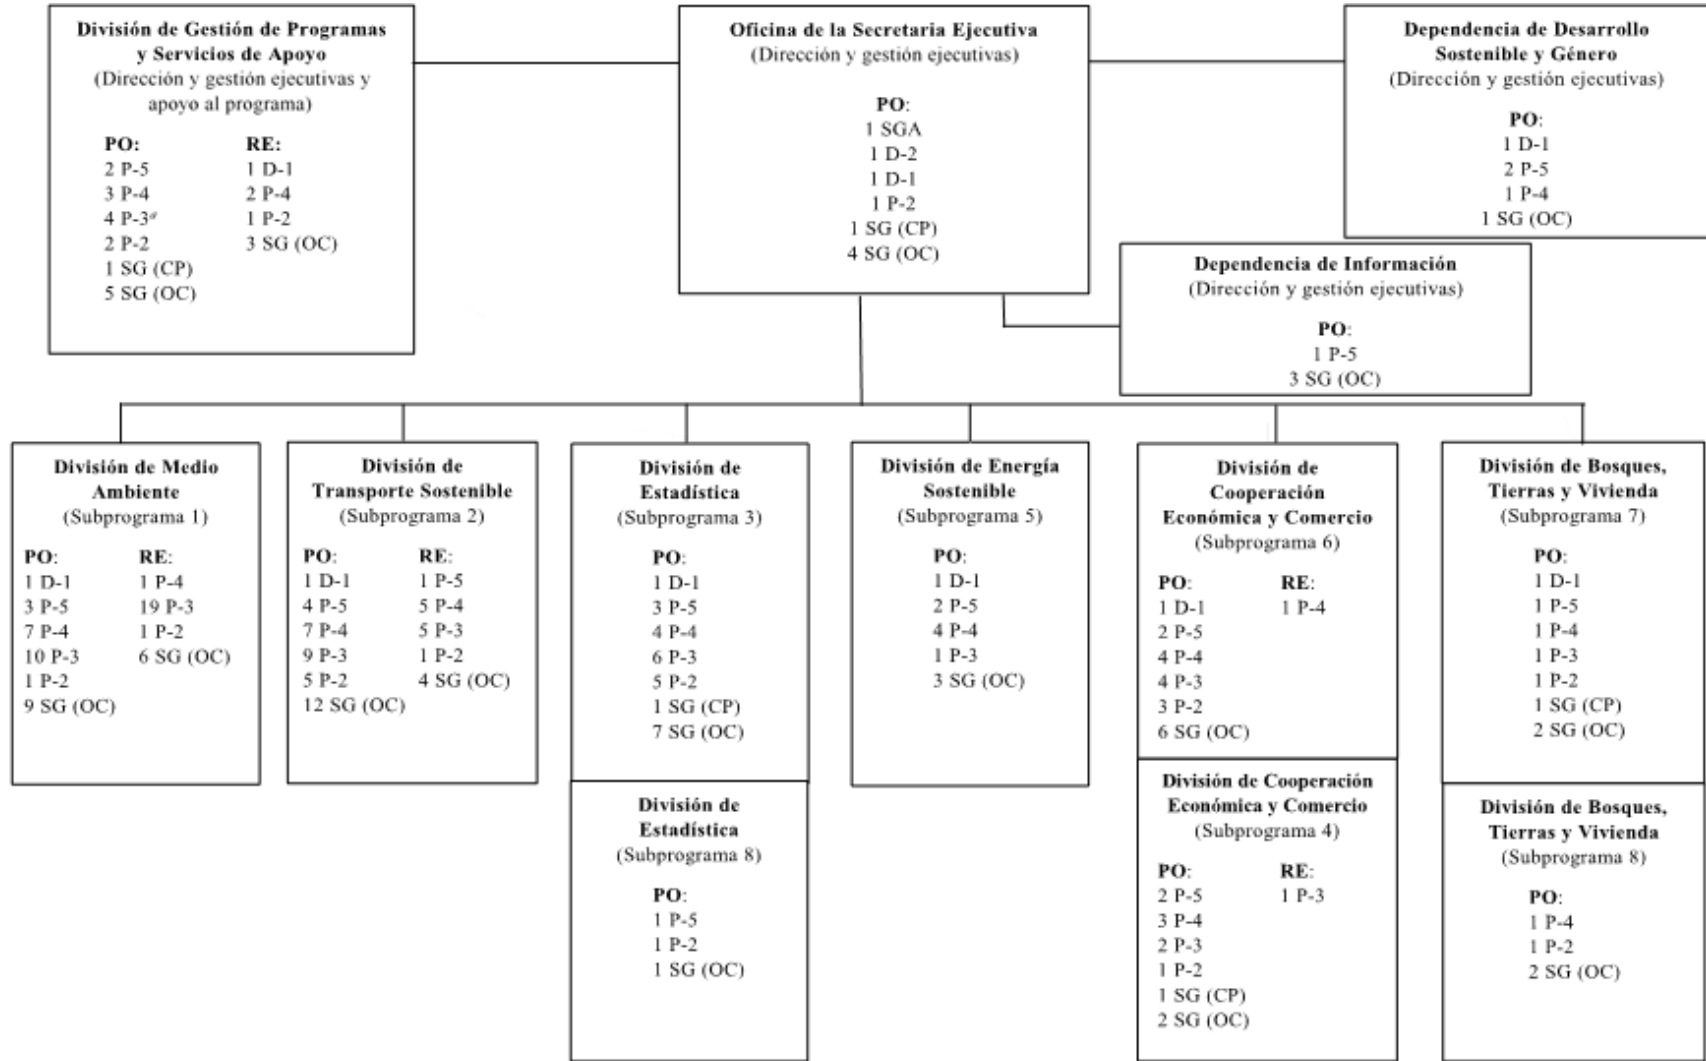 División de Gestión de Programas
y Servicios de Apoyo
(Dirección y gestión ejecutivas y
apoyo al programa)
PO:
2 P-5
3 P-4
4 P-3ª
2 P-2
1 SG (CP)
5 SG (OC)
RE:
1 D-1
2 P-4
1 P-2
3 SG (OC)
Oficina de la Secretaria Ejecutiva
(Dirección y gestión ejecutivas)
PO:
1 SGA
1 D-2
1 D-1
1 P-2
1 SG (CP)
4 SG (OC)
Dependencia de Desarrollo
Sostenible y Género
(Dirección y gestión ejecutivas)
PO:
1 D-1
2 P-5
1 P-4
1 SG (OC)
Dependencia de Información
(Dirección y gestión ejecutivas)
PO:
1 P-5
3 SG (OC)
División de Medio
Ambiente
(Subprograma 1)
PO:
1 D-1
3 P-5
7 P-4
10 P-3
1 P-2
9 SG (OC)
RE:
1 P-4
19 P-3
1 P-2
6 SG (OC)
División de
Transporte Sostenible
(Subprograma 2)
PO:
1 D-1
4 P-5
7 P-4
9 P-3
5 P-2
12 SG (OC)
RE:
1 P-5
5 P-4
5 P-3
1 P-2
4 SG (OC)
División de
Estadística
(Subprograma 3)
PO:
1 D-1
3 P-5
4 P-4
6 P-3
5 P-2
1 SG (CP)
7 SG (OC)
División de
Estadística
(Subprograma 8)
PO:
1 P-5
1 P-2
1 SG (OC)
División de Energía
Sostenible
(Subprograma 5)
PO:
1 D-1
2 P-5
4 P-4
1 P-3
3 SG (OC)
División de
Cooperación
Económica y Comercio
(Subprograma 6)
PO:
1 D-1
2 P-5
4 P-4
4 P-3
3 P-2
6 SG (OC)
RE:
1 P-4
División de Cooperación
Económica y Comercio
(Subprograma 4)
PO:
2 P-5
3 P-4
2 P-3
1 P-2
1 SG (CP)
2 SG (OC)
RE:
1 P-3
División de Bosques,
Tierras y Vivienda
(Subprograma 7)
PO:
1 D-1
1 P-5
1 P-4
1 P-3
1 P-2
1 SG (CP)
2 SG (OC)
División de Bosques,
Tierras y Vivienda
(Subprograma 8)
PO:
1 P-4
1 P-2
2 SG (OC)